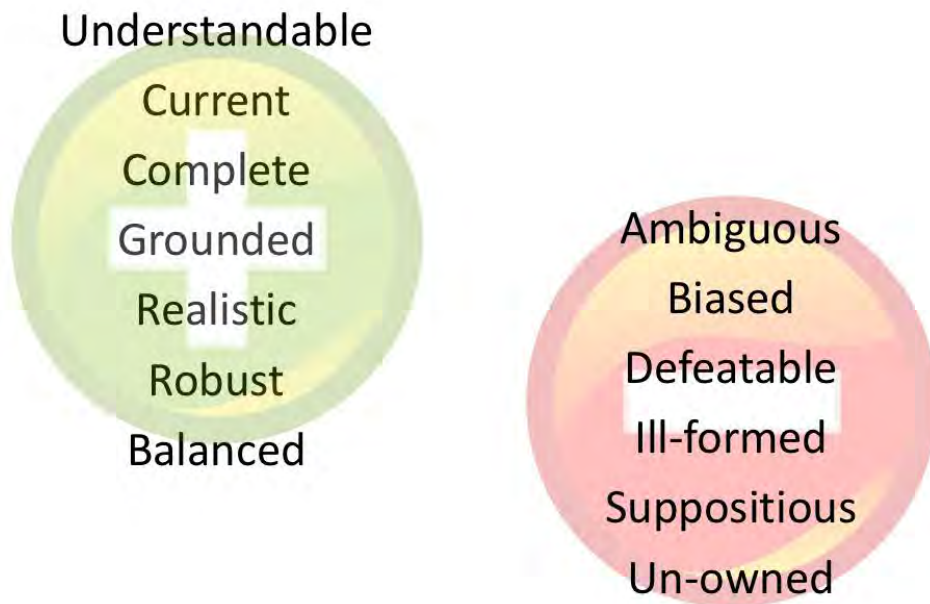 Understandable
Current
Complete
Grounded
Realistic
Robust
Balanced
Ambiguous
Biased
Defeatable
Ill-formed
Suppositious
Un-owned